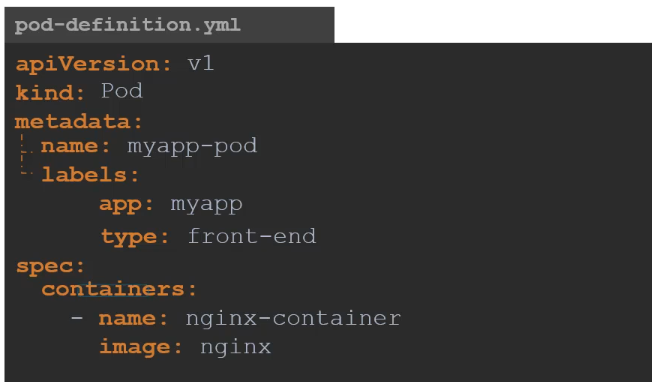 pod-definition.yml
apiVersion: v1
kind: Pod
metadata:
  name: myapp-pod
  labels:
      app: myapp
      type: front-end
spec:
  containers:
    - name: nginx-container
      image: nginx